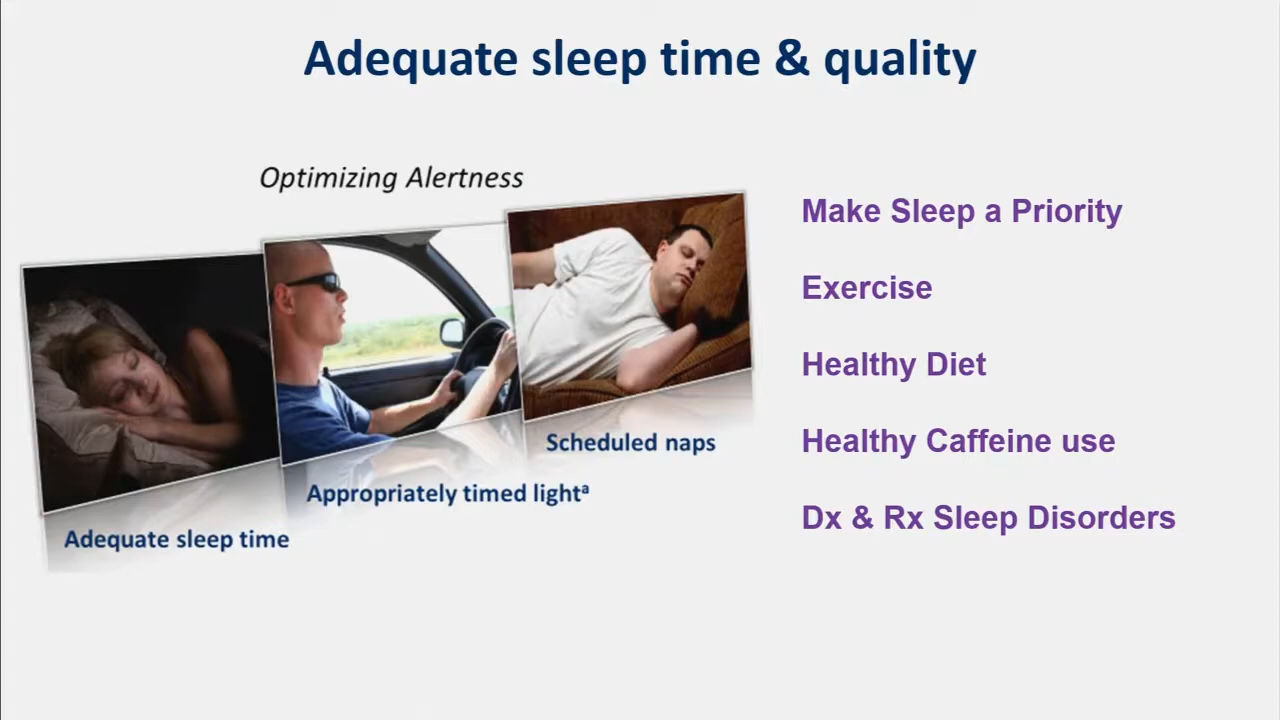 Adequate sleep time & quality
Optimizing Alertness
Adequate sleep time
Appropriately timed lightᵃ
Scheduled naps
Make Sleep a Priority
Exercise
Healthy Diet
Healthy Caffeine use
Dx & Rx Sleep Disorders